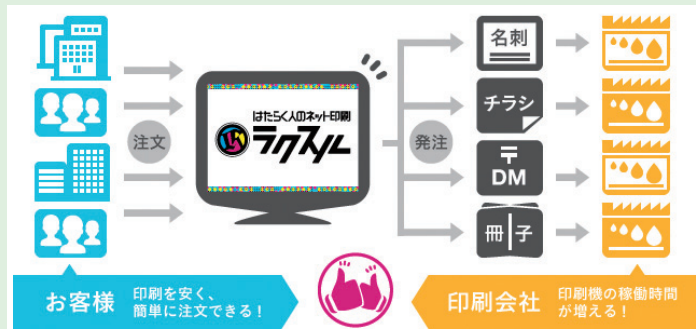 はたらく人のネット印刷
ラクスル
注文
発注
名刺
チラシ
〒
DM
冊子
お客様
印刷を安く、
簡単に注文できる！
印刷会社
印刷機の稼働時間
が増える！